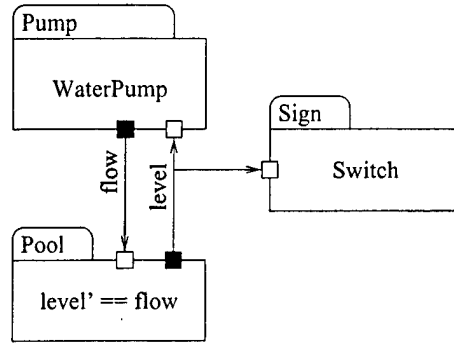 Pump
WaterPump
Sign
Switch
flow
level
Pool
level' == flow